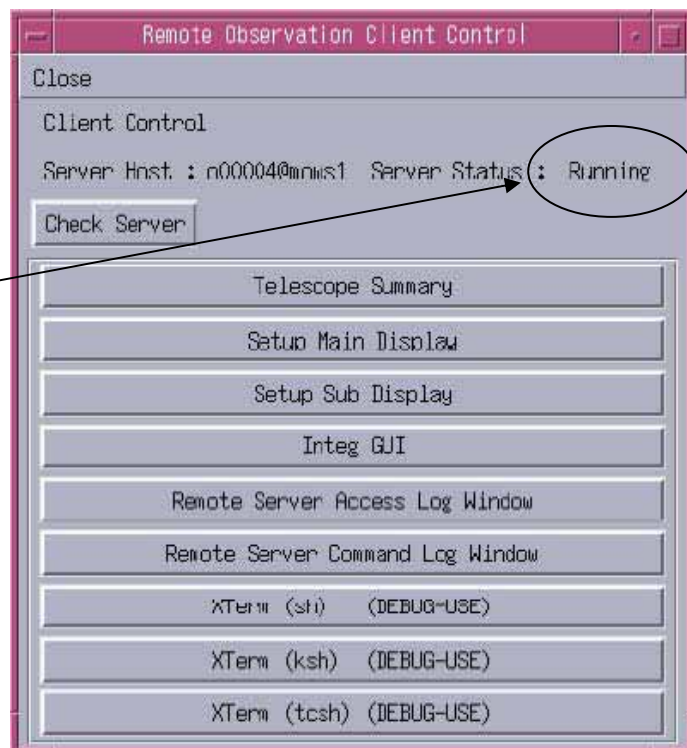 Remote Observation Client Control
Close
Client Control
Server Host : o00004@mows1 Server Status : Running
Check Server
Telescope Summary
Setup Main Display
Setup Sub Display
Integ GUI
Remote Server Access Log Window
Remote Server Command Log Window
XTerm (sh) (DEBUG-USE)
XTerm (ksh) (DEBUG-USE)
XTerm (tcsh) (DEBUG-USE)